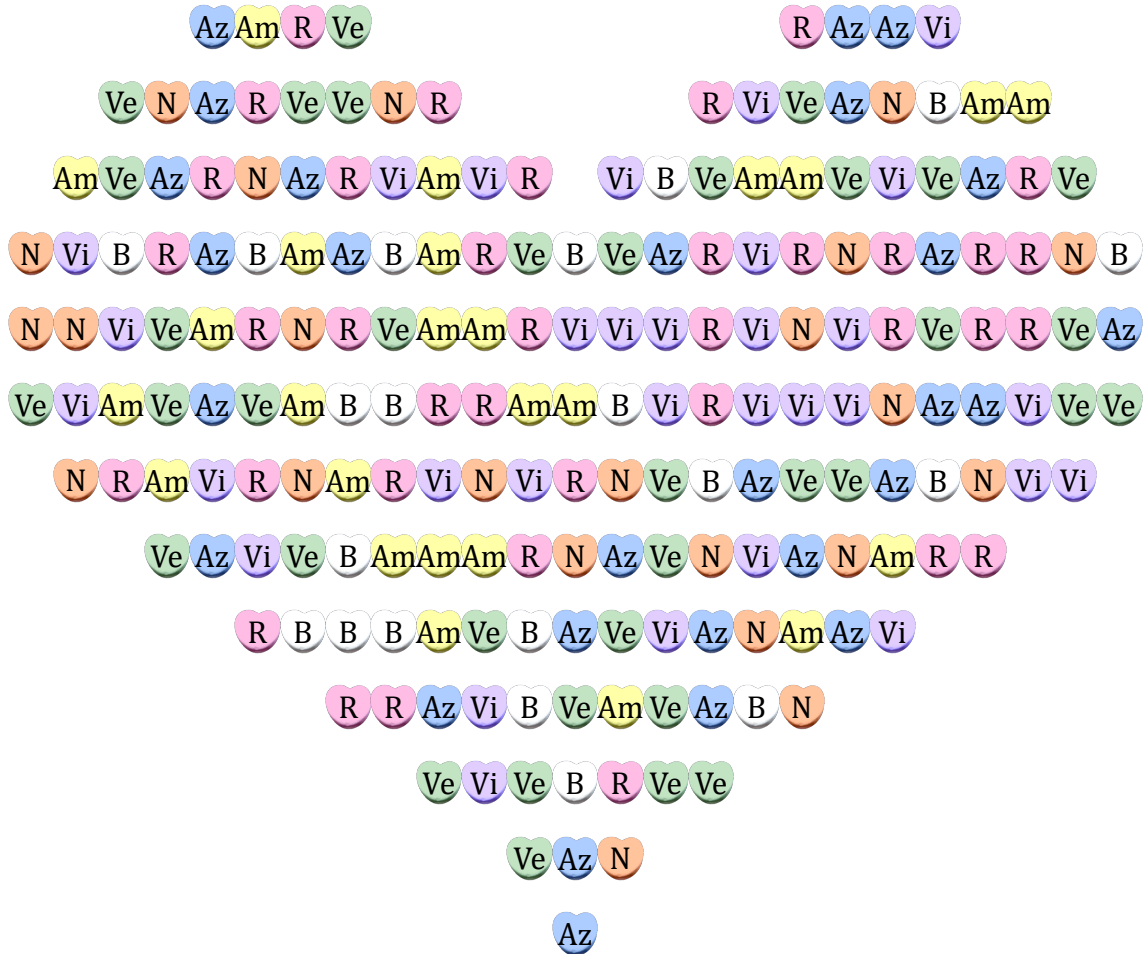 Az Am R Ve R Az Az Vi
Ve N Az R Ve Ve N R R Vi Ve Az N B Am Am
Am Ve Az R N Az R Vi Am Vi R Vi B Ve Am Am Ve Vi Ve Az R Ve
N Vi B R Az B Am Az B Am R Ve B Ve Az R Vi R N R Az R R N B
N N Vi Ve Am R N R Ve Am Am R Vi Vi Vi R Vi N Vi R Ve R R Ve Az
Ve Vi Am Ve Az Ve Am B B R R Am Am B Vi R Vi Vi Vi N Az Az Vi Ve Ve
N R Am Vi R N Am R Vi N Vi R N Ve B Az Ve Ve Az B N Vi Vi
Ve Az Vi Ve B Am Am Am R N Az Ve N Vi Az N Am R R
R B B B Am Ve B Az Ve Vi Az N Am Az Vi
R R Az Vi B Ve Am Ve Az B N
Ve Vi Ve B R Ve Ve
Ve Az N
Az